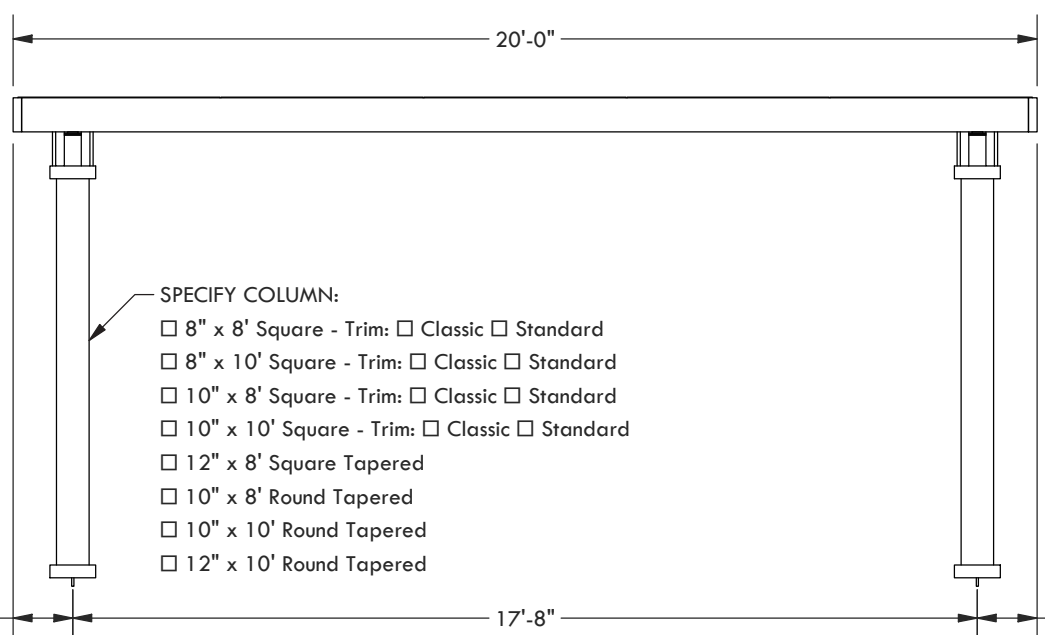 20'-0"
SPECIFY COLUMN:
☐ 8" x 8' Square - Trim: ☐ Classic ☐ Standard
☐ 8" x 10' Square - Trim: ☐ Classic ☐ Standard
☐ 10" x 8' Square - Trim: ☐ Classic ☐ Standard
☐ 10" x 10' Square - Trim: ☐ Classic ☐ Standard
☐ 12" x 8' Square Tapered
☐ 10" x 8' Round Tapered
☐ 10" x 10' Round Tapered
☐ 12" x 10' Round Tapered
17'-8"